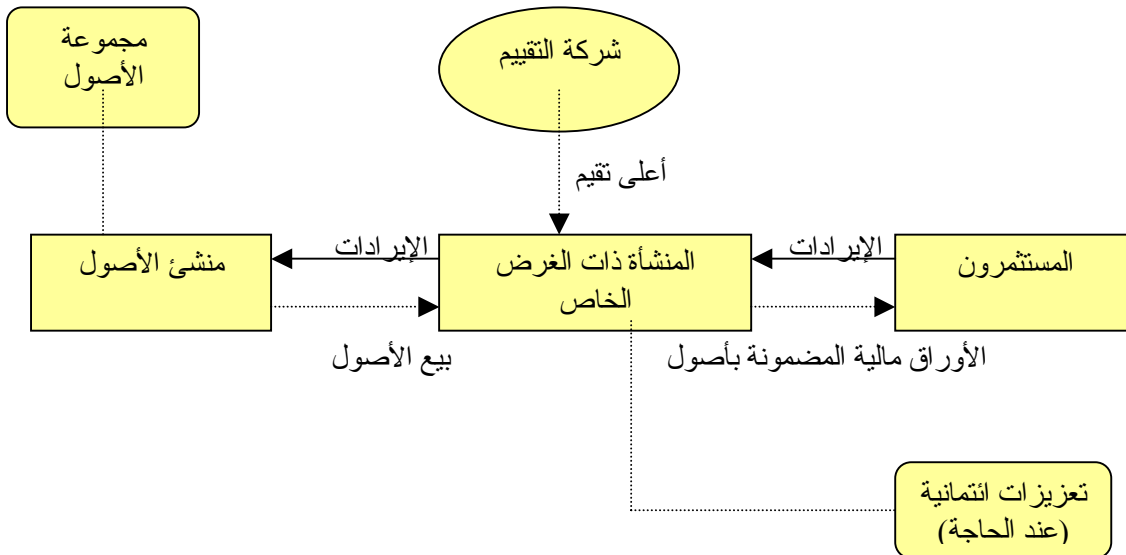 مجموعة
الأصول
شركة التقييم
أعلى تقيم
منشئ الأصول
الإيرادات
المنشأة ذات الغرض
الخاص
الإيرادات
المستثمرون
بيع الأصول
الأوراق مالية المضمونة بأصول
تعزيزات ائتمانية
(عند الحاجة)